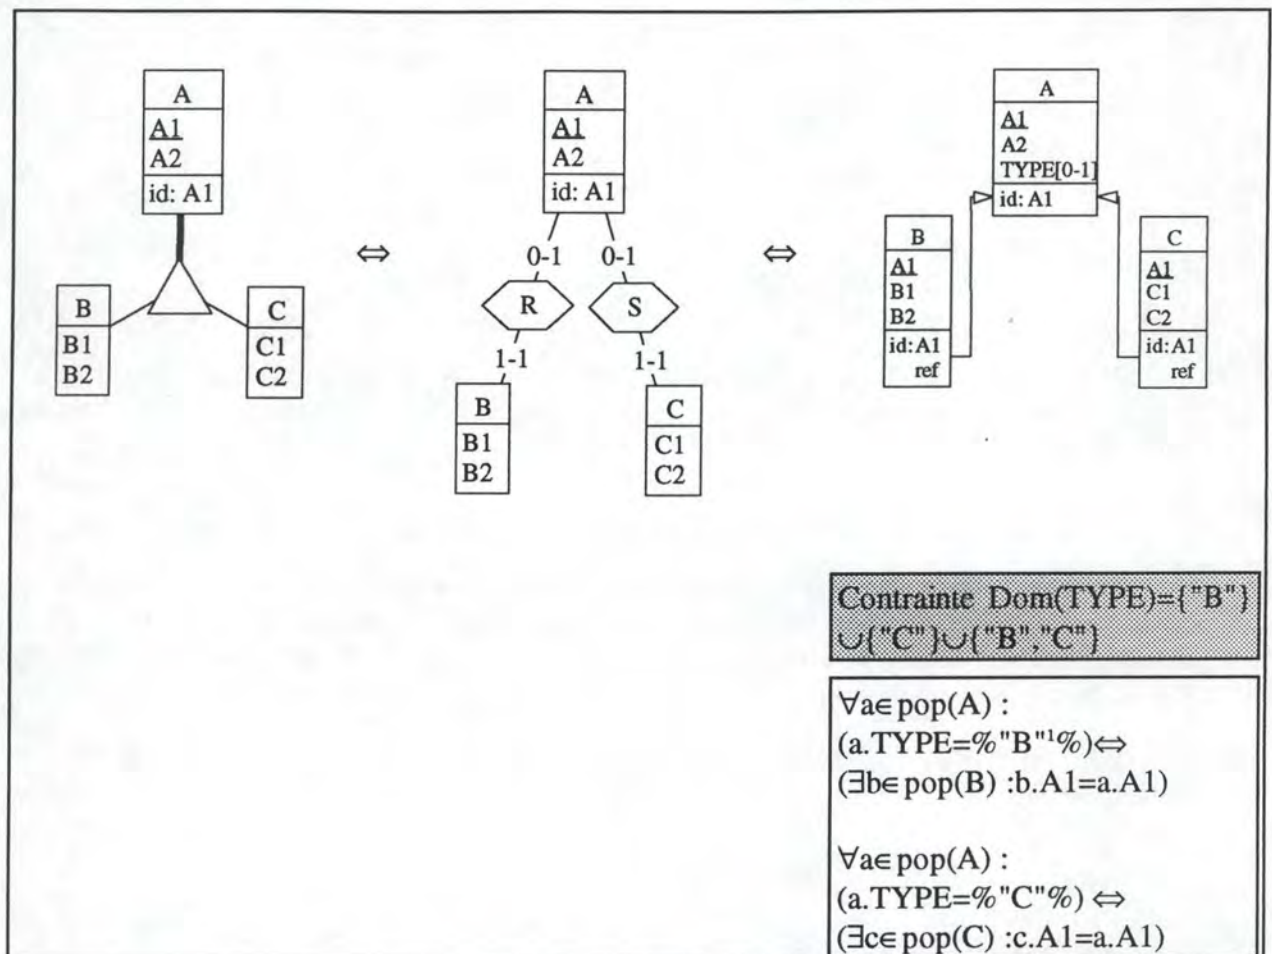 A
A1
A2
id: A1
B
B1
B2
C
C1
C2
⇔
A
A1
A2
id: A1
0-1
0-1
R
S
1-1
1-1
B
B1
B2
C
C1
C2
⇔
A
A1
A2
TYPE[0-1]
id: A1
B
A1
B1
B2
id:A1
ref
C
A1
C1
C2
id:A1
ref
Contrainte Dom(TYPE)={"B"}
∪{"C"}∪{"B","C"}
∀a∈pop(A) :
(a.TYPE=%"B"¹%)⇔
(∃b∈pop(B) :b.A1=a.A1)
∀a∈pop(A) :
(a.TYPE=%"C"%) ⇔
(∃c∈pop(C) :c.A1=a.A1)